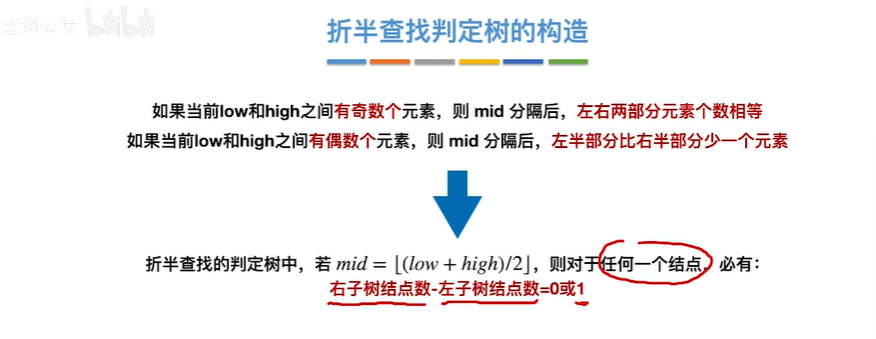 王道论坛 bilibili
折半查找判定树的构造
如果当前low和high之间有奇数个元素，则 mid 分隔后，左右两部分元素个数相等
如果当前low和high之间有偶数个元素，则 mid 分隔后，左半部分比右半部分少一个元素
折半查找的判定树中，若 mid = ⌊(low + high)/2⌋，则对于任何一个结点，必有：
右子树结点数-左子树结点数=0或1